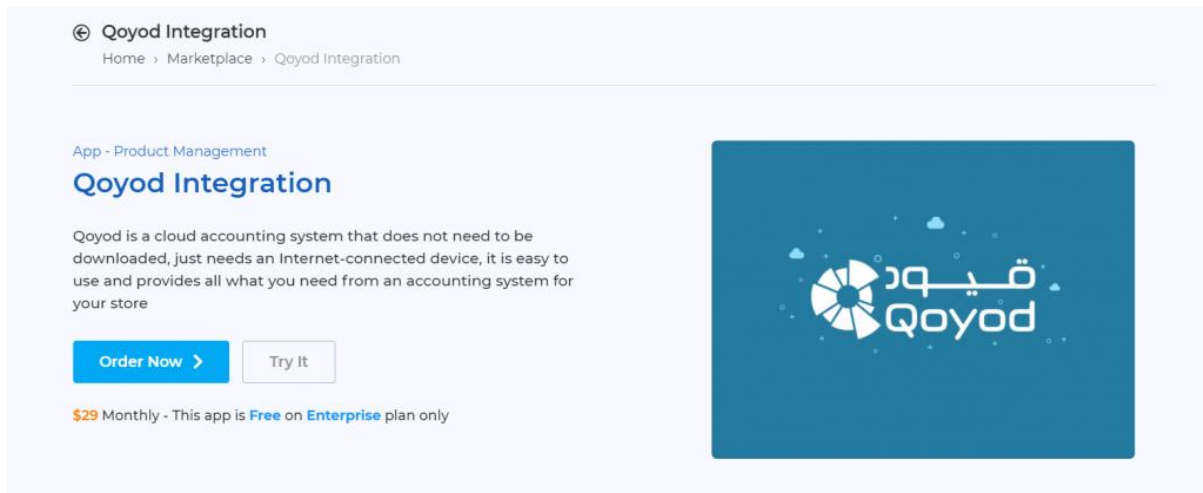 Qoyod Integration
Home › Marketplace › Qoyod Integration
App - Product Management
Qoyod Integration
Qoyod is a cloud accounting system that does not need to be
downloaded, just needs an Internet-connected device, it is easy to
use and provides all what you need from an accounting system for
your store
Order Now
Try It
$29 Monthly - This app is Free on Enterprise plan only
قيود
Qoyod